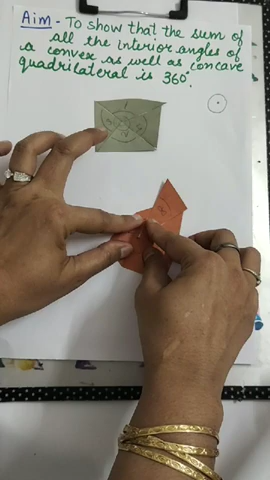 Aim - To show that the sum of
all the interior angles of
a convex as well as concave
quadrilateral is 360°.